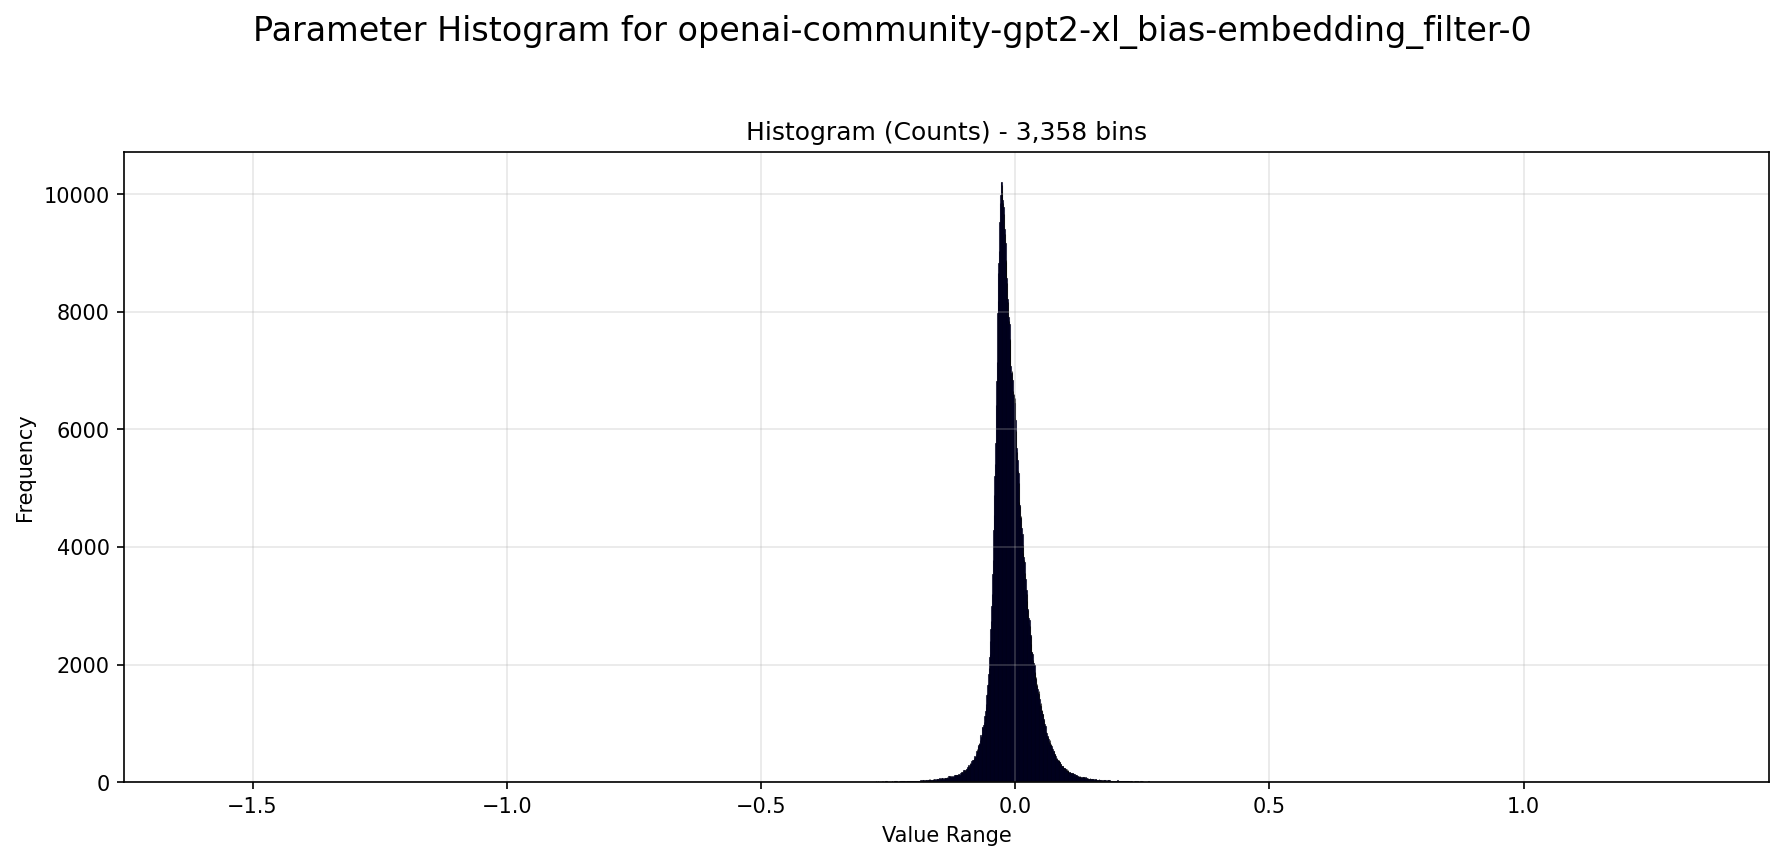 Parameter Histogram for openai-community-gpt2-xl_bias-embedding_filter-0
Histogram (Counts) - 3,358 bins
10000
8000
6000
4000
2000
0
Frequency
−1.5 −1.0 −0.5 0.0 0.5 1.0
Value Range